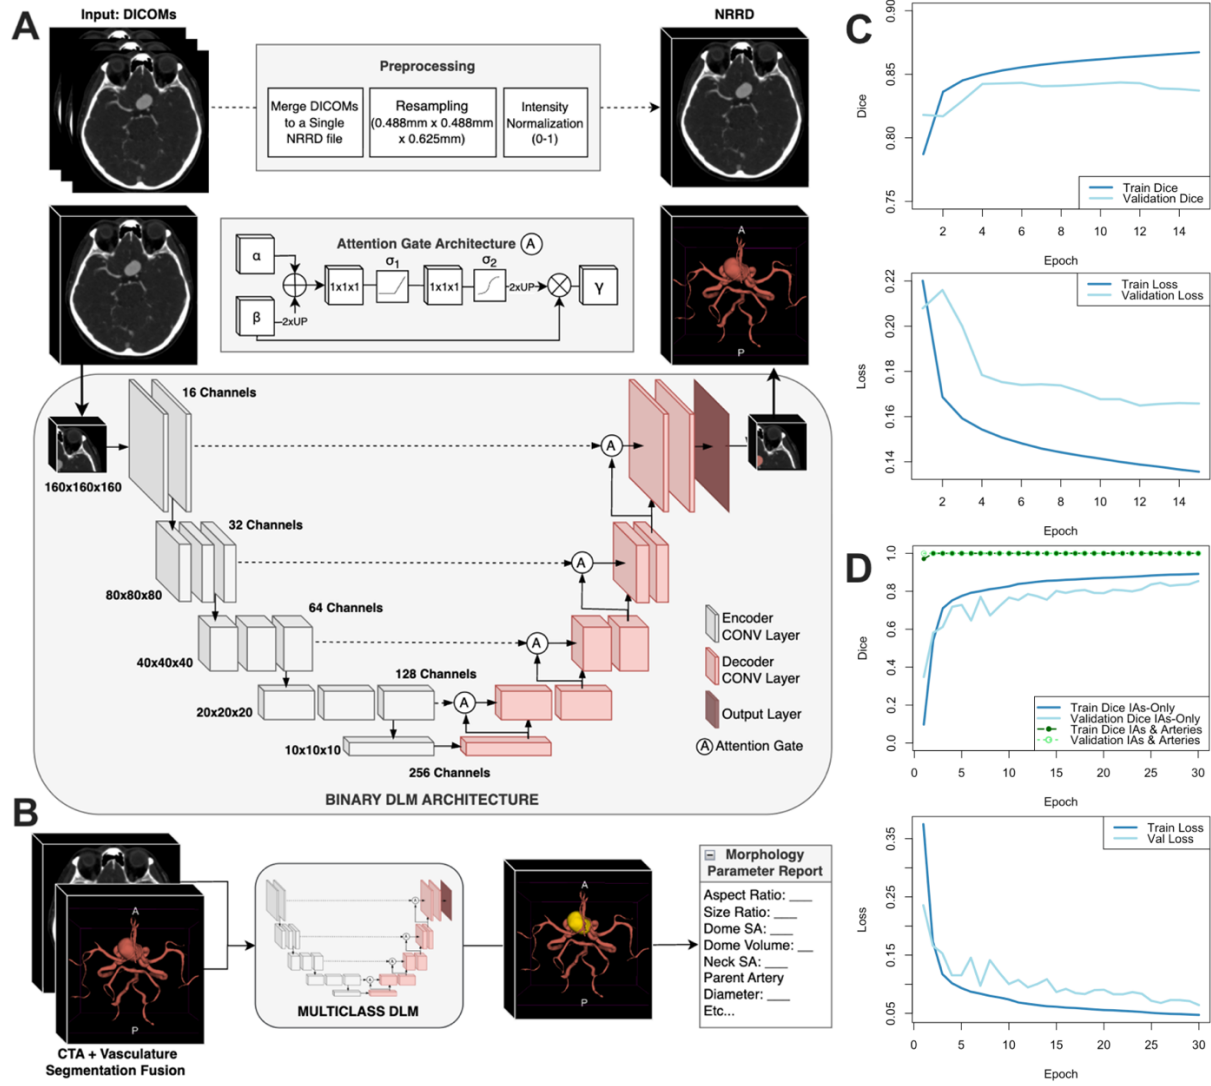 A
Input: DICOMs
NRRD
Preprocessing
Merge DICOMs
to a Single
NRRD file
Resampling
(0.488mm x 0.488mm
x 0.625mm)
Intensity
Normalization
(0-1)
Attention Gate Architecture A
α
β
2xUP
1x1x1
σ1
1x1x1
σ2
2xUP
γ
A
P
16 Channels
160x160x160
A
32 Channels
80x80x80
A
64 Channels
40x40x40
A
128 Channels
20x20x20
A
10x10x10
256 Channels
Encoder
CONV Layer
Decoder
CONV Layer
Output Layer
A Attention Gate
BINARY DLM ARCHITECTURE
B
A
P
CTA + Vasculature
Segmentation Fusion
MULTICLASS DLM
A
P
Morphology
Parameter Report
Aspect Ratio: ___
Size Ratio: ___
Dome SA: ___
Dome Volume: __
Neck SA: ___
Parent Artery
Diameter: ___
Etc...
C
Dice
0.90
0.85
0.80
0.75
Train Dice
Validation Dice
2 4 6 8 10 12 14
Epoch
Loss
0.22
0.20
0.18
0.16
0.14
Train Loss
Validation Loss
2 4 6 8 10 12 14
Epoch
D
Dice
1.0
0.8
0.6
0.4
0.2
0.0
Train Dice IAs-Only
Validation Dice IAs-Only
Train Dice IAs & Arteries
Validation IAs & Arteries
0 5 10 15 20 25 30
Epoch
Loss
0.35
0.25
0.15
0.05
Train Loss
Val Loss
0 5 10 15 20 25 30
Epoch